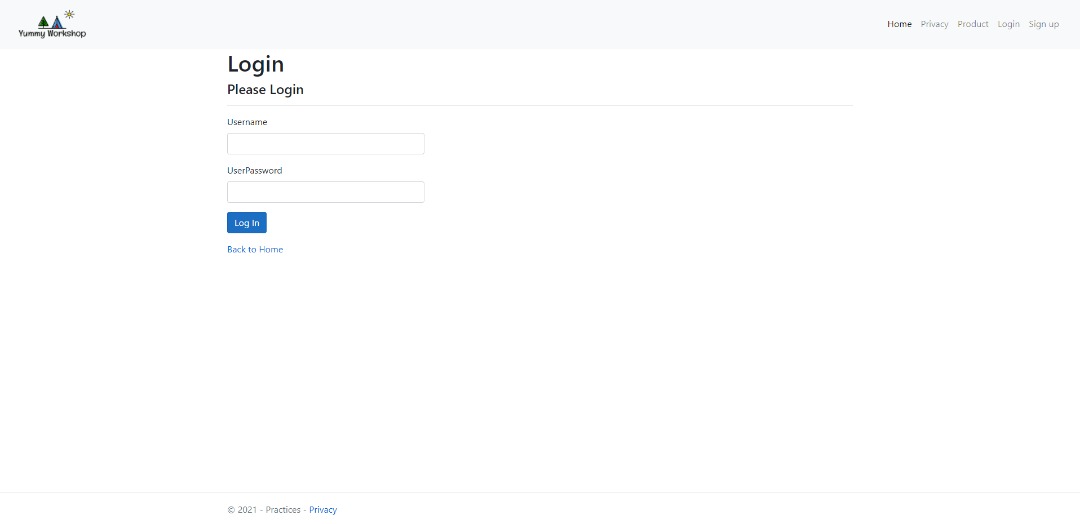 Yummy Workshop
Home Privacy Product Login Sign up
Login
Please Login
Username
UserPassword
Log In
Back to Home
© 2021 - Practices - Privacy